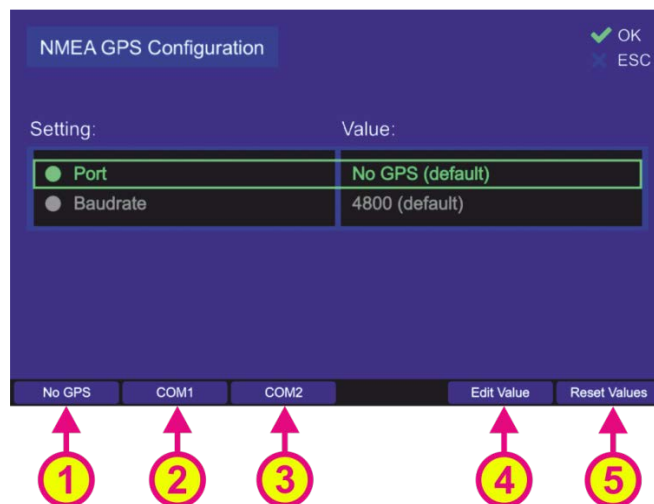 NMEA GPS Configuration
OK
ESC
Setting:
Value:
Port
No GPS (default)
Baudrate
4800 (default)
No GPS
COM1
COM2
Edit Value
Reset Values
1
2
3
4
5